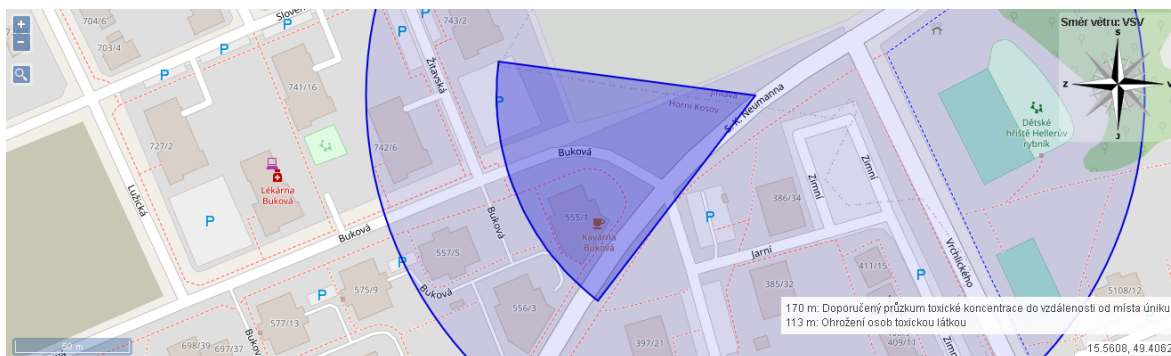 704/6
703/4
Slovens
743/2
Žitavská
741/16
727/2
742/6
Lékárna
Buková
Lužická
P
Buková
Jihlava
Horní Kosov
S. K. Neumanna
Buková
555/1
Kavárna
Buková
557/5
Buková
Buková
556/3
575/9
577/13
698/39
697/37
386/34
Zimní
Zimní
Jarní
385/32
411/15
409/11
397/21
Vrchlického
5108/12
Dětské
hřiště Hellerův
rybník
Směr větru: VSV
S
Z
V
J
+
−
50 m
170 m: Doporučený průzkum toxické koncentrace do vzdálenosti od místa úniku
113 m: Ohrožení osob toxickou látkou
15.5608, 49.4062